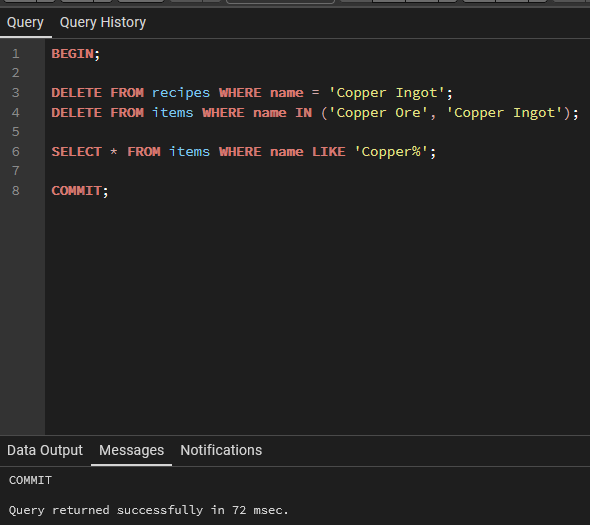 Query Query History
1 BEGIN;
2
3 DELETE FROM recipes WHERE name = 'Copper Ingot';
4 DELETE FROM items WHERE name IN ('Copper Ore', 'Copper Ingot');
5
6 SELECT * FROM items WHERE name LIKE 'Copper%';
7
8 COMMIT;
Data Output Messages Notifications
COMMIT
Query returned successfully in 72 msec.